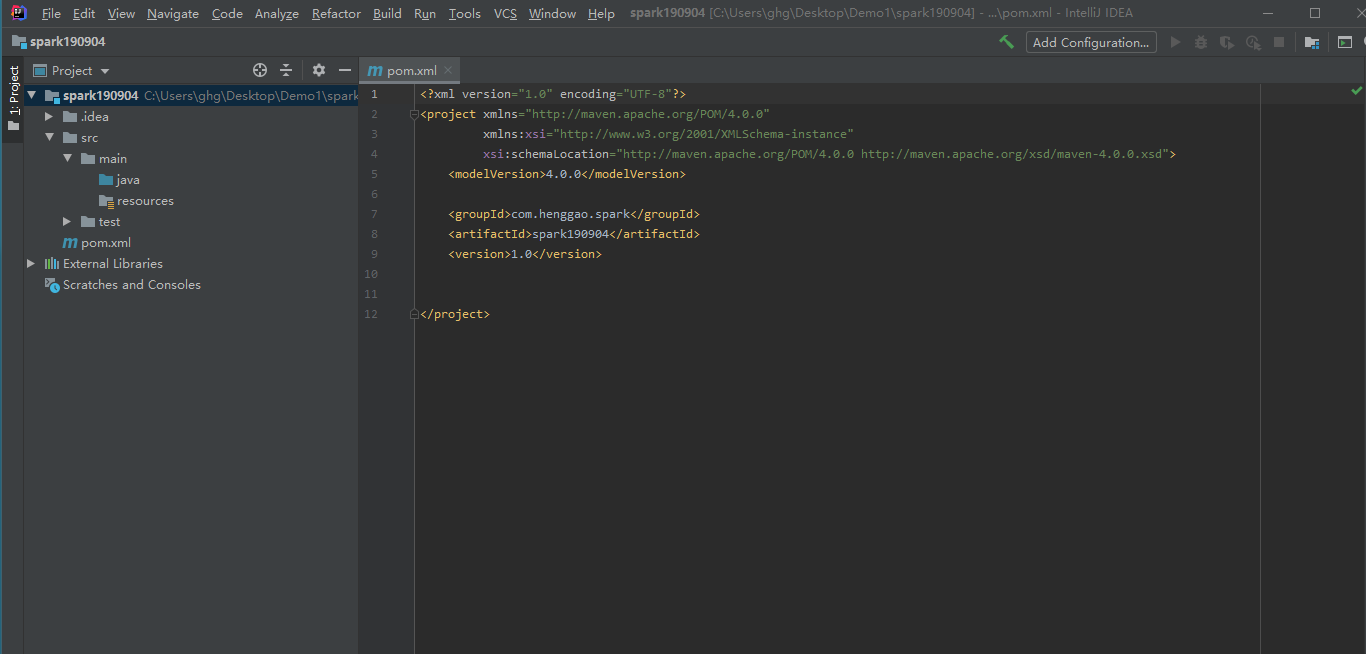 File Edit View Navigate Code Analyze Refactor Build Run Tools VCS Window Help spark190904 [C:\Users\ghg\Desktop\Demo1\spark190904] - ...\pom.xml - IntelliJ IDEA
spark190904 Add Configuration...
1: Project
Project
pom.xml
spark190904 C:\Users\ghg\Desktop\Demo1\spark
.idea
src
main
java
resources
test
pom.xml
External Libraries
Scratches and Consoles
1 <?xml version="1.0" encoding="UTF-8"?>
2 <project xmlns="http://maven.apache.org/POM/4.0.0"
3 xmlns:xsi="http://www.w3.org/2001/XMLSchema-instance"
4 xsi:schemaLocation="http://maven.apache.org/POM/4.0.0 http://maven.apache.org/xsd/maven-4.0.0.xsd">
5 <modelVersion>4.0.0</modelVersion>
6
7 <groupId>com.henggao.spark</groupId>
8 <artifactId>spark190904</artifactId>
9 <version>1.0</version>
10
11
12 </project>